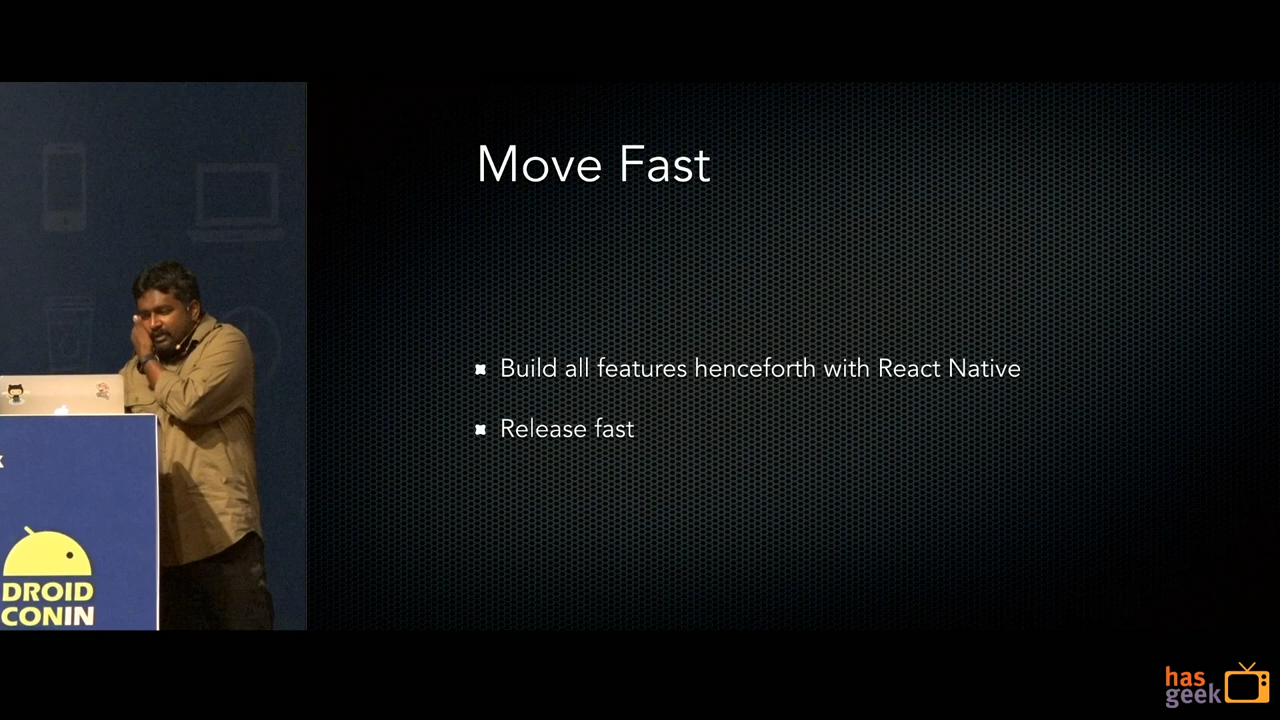 Move Fast
Build all features henceforth with React Native
Release fast
DROID
CONIN
has
geek